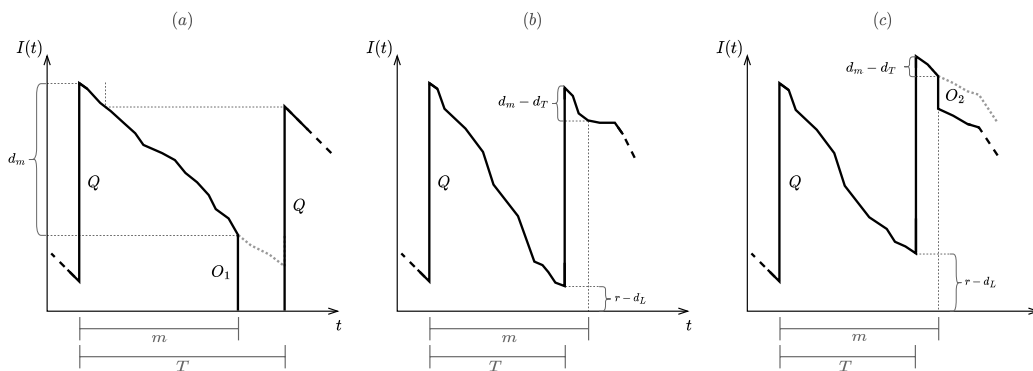 (a)
I(t)
d_m
Q
O_1
Q
t
m
T
(b)
I(t)
d_m − d_T
Q
r − d_L
t
m
T
(c)
I(t)
d_m − d_T
O_2
Q
r − d_L
m
T